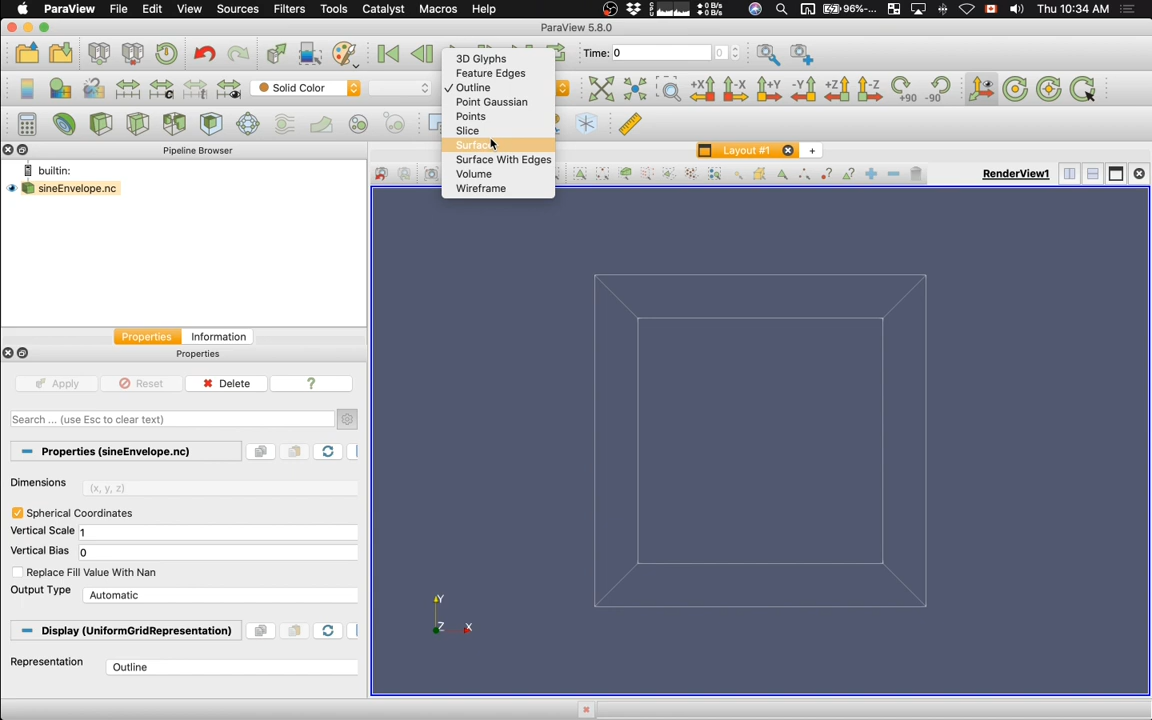 ParaView File Edit View Sources Filters Tools Catalyst Macros Help 96%... Thu 10:34 AM
ParaView 5.8.0
Time: 0 0
3D Glyphs
Feature Edges
✓ Outline
Point Gaussian
Points
Slice
Surface
Surface With Edges
Volume
Wireframe
Solid Color
+X -X +Y -Y +Z -Z +90 -90
Pipeline Browser
Layout #1 +
builtin:
sineEnvelope.nc
RenderView1
Properties Information
Properties
Apply Reset Delete ?
Search ... (use Esc to clear text)
Properties (sineEnvelope.nc)
Dimensions (x, y, z)
Spherical Coordinates
Vertical Scale 1
Vertical Bias 0
Replace Fill Value With Nan
Output Type Automatic
Display (UniformGridRepresentation)
Representation Outline
Y
Z X